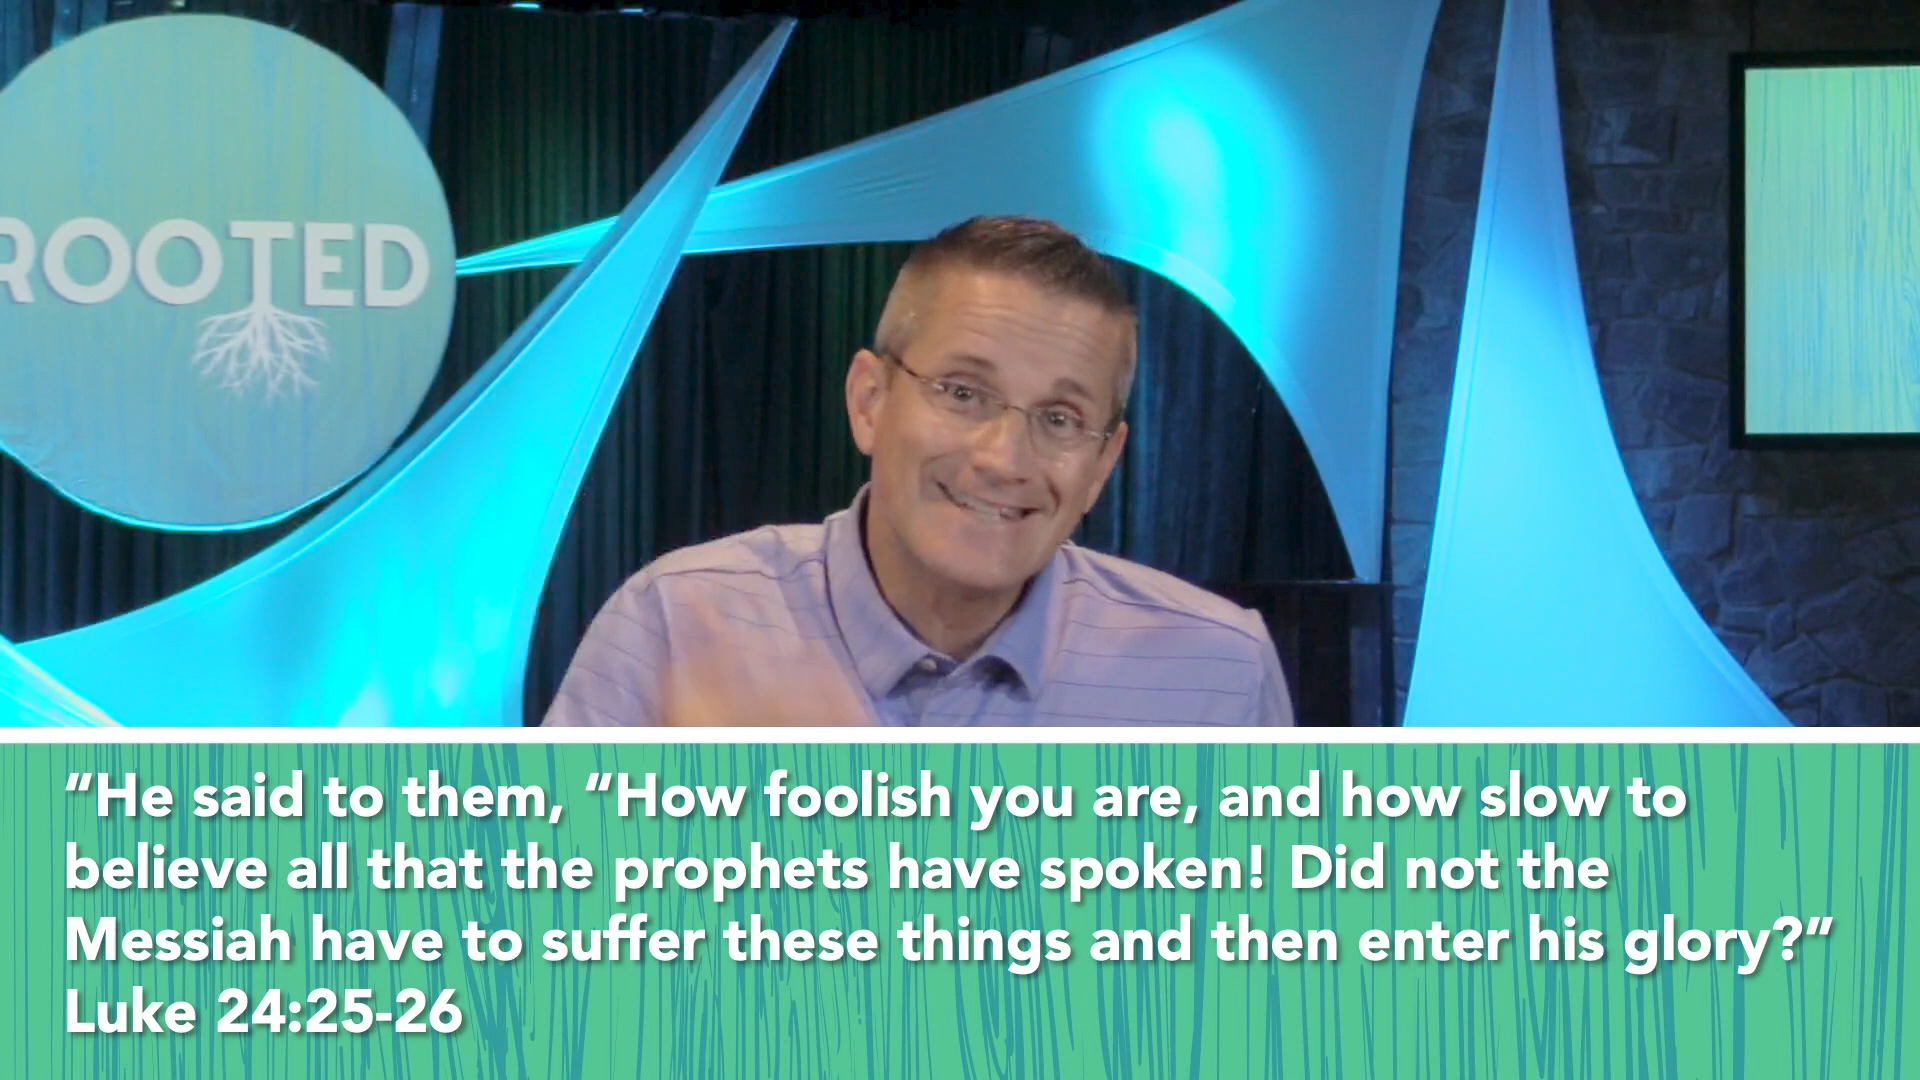 ROOTED
“He said to them, “How foolish you are, and how slow to
believe all that the prophets have spoken! Did not the
Messiah have to suffer these things and then enter his glory?”
Luke 24:25-26